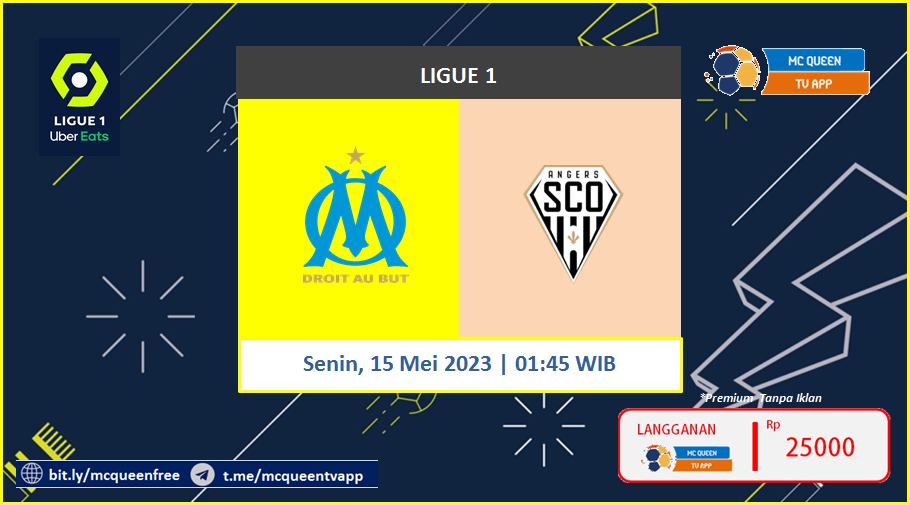 LIGUE 1
Uber Eats
LIGUE 1
MC QUEEN
TV APP
DROIT AU BUT
ANGERS
SCO
Senin, 15 Mei 2023 | 01:45 WIB
*Premium Tanpa Iklan
LANGGANAN
MC QUEEN
TV APP
Rp
25000
bit.ly/mcqueenfree
t.me/mcqueentvapp